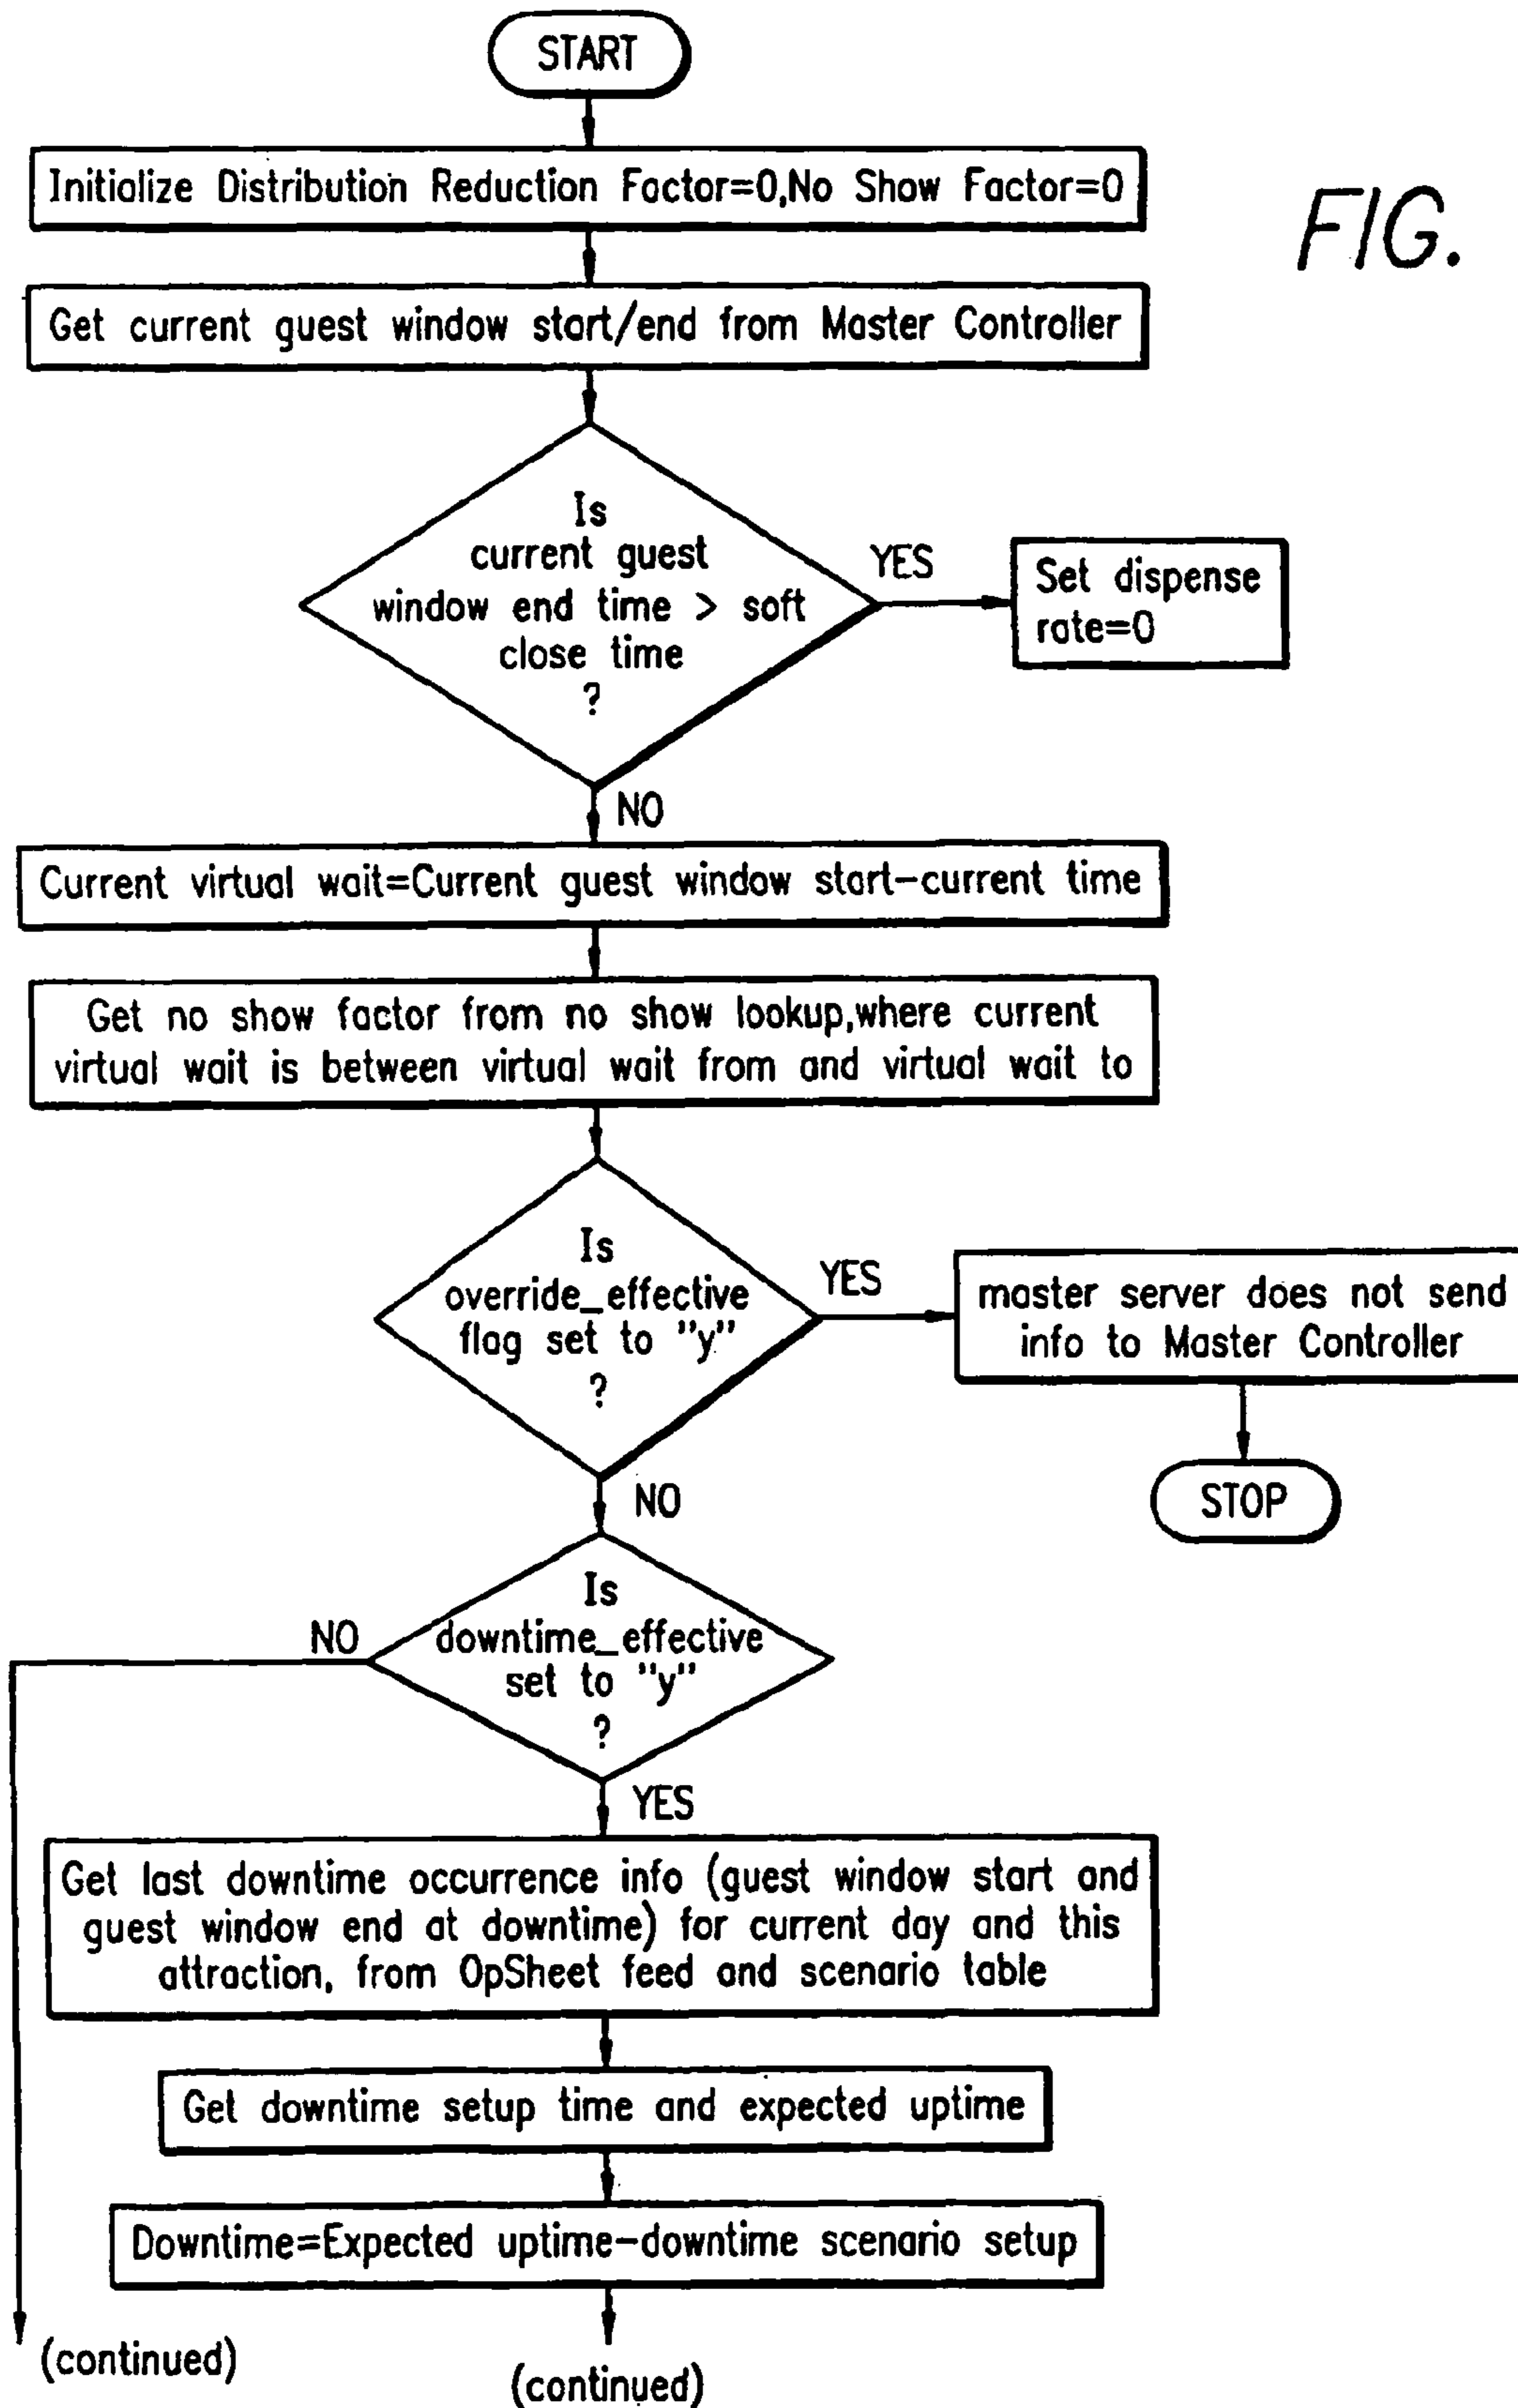 START
Initialize Distribution Reduction Factor=0,No Show Factor=0
FIG.
Get current guest window start/end from Master Controller
Is
current guest
window end time > soft
close time
?
YES
Set dispense
rate=0
NO
Current virtual wait=Current guest window start-current time
Get no show factor from no show lookup,where current
virtual wait is between virtual wait from and virtual wait to
Is
override_effective
flag set to "y"
?
YES
master server does not send
info to Master Controller
STOP
NO
Is
downtime_effective
set to "y"
?
NO
YES
Get last downtime occurrence info (guest window start and
guest window end at downtime) for current day and this
attraction, from OpSheet feed and scenario table
Get downtime setup time and expected uptime
Downtime=Expected uptime-downtime scenario setup
(continued)
(continued)